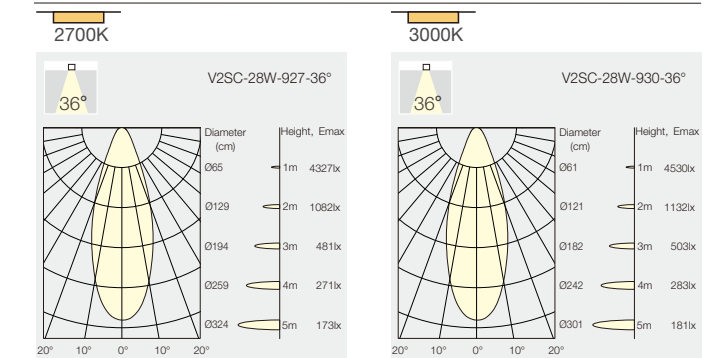 2700K
V2SC-28W-927-36°
36°
Diameter
(cm)
Height, Emax
Ø65 1m 4327lx
Ø129 2m 1082lx
Ø194 3m 481lx
Ø259 4m 271lx
Ø324 5m 173lx
20° 10° 0° 10° 20°
3000K
V2SC-28W-930-36°
36°
Diameter
(cm)
Height, Emax
Ø61 1m 4530lx
Ø121 2m 1132lx
Ø182 3m 503lx
Ø242 4m 283lx
Ø301 5m 181lx
20° 10° 0° 10° 20°